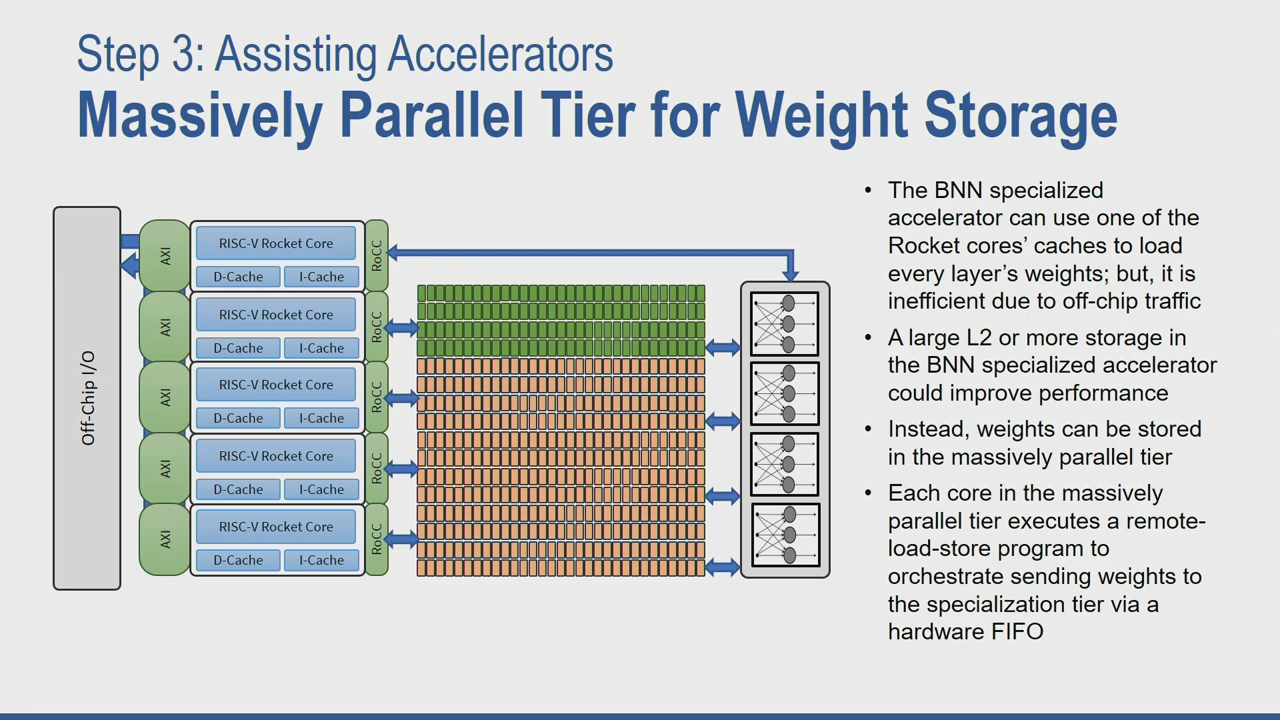 Step 3: Assisting Accelerators
Massively Parallel Tier for Weight Storage
Off-Chip I/O
AXI
RISC-V Rocket Core
D-Cache
I-Cache
RoCC
AXI
RISC-V Rocket Core
D-Cache
I-Cache
RoCC
AXI
RISC-V Rocket Core
D-Cache
I-Cache
RoCC
AXI
RISC-V Rocket Core
D-Cache
I-Cache
RoCC
AXI
RISC-V Rocket Core
D-Cache
I-Cache
RoCC
• The BNN specialized
accelerator can use one of the
Rocket cores’ caches to load
every layer’s weights; but, it is
inefficient due to off-chip traffic
• A large L2 or more storage in
the BNN specialized accelerator
could improve performance
• Instead, weights can be stored
in the massively parallel tier
• Each core in the massively
parallel tier executes a remote-
load-store program to
orchestrate sending weights to
the specialization tier via a
hardware FIFO